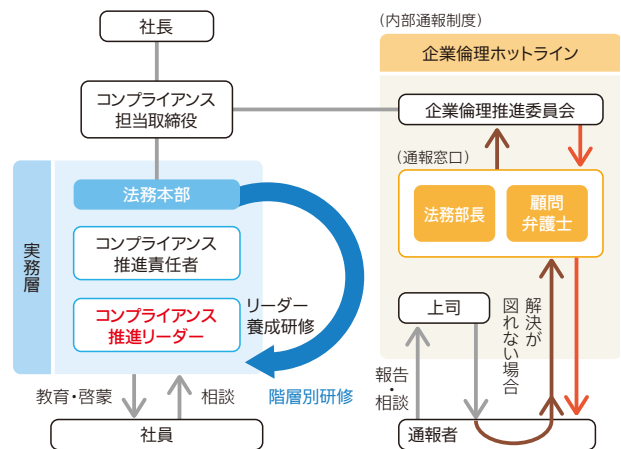 社長
コンプライアンス
担当取締役
実務層
法務本部
コンプライアンス
推進責任者
コンプライアンス
推進リーダー
リーダー
養成研修
階層別研修
教育・啓蒙
相談
社員
(内部通報制度)
企業倫理ホットライン
企業倫理推進委員会
(通報窓口)
法務部長
顧問
弁護士
上司
解決が
図れない場合
報告
・
相談
通報者